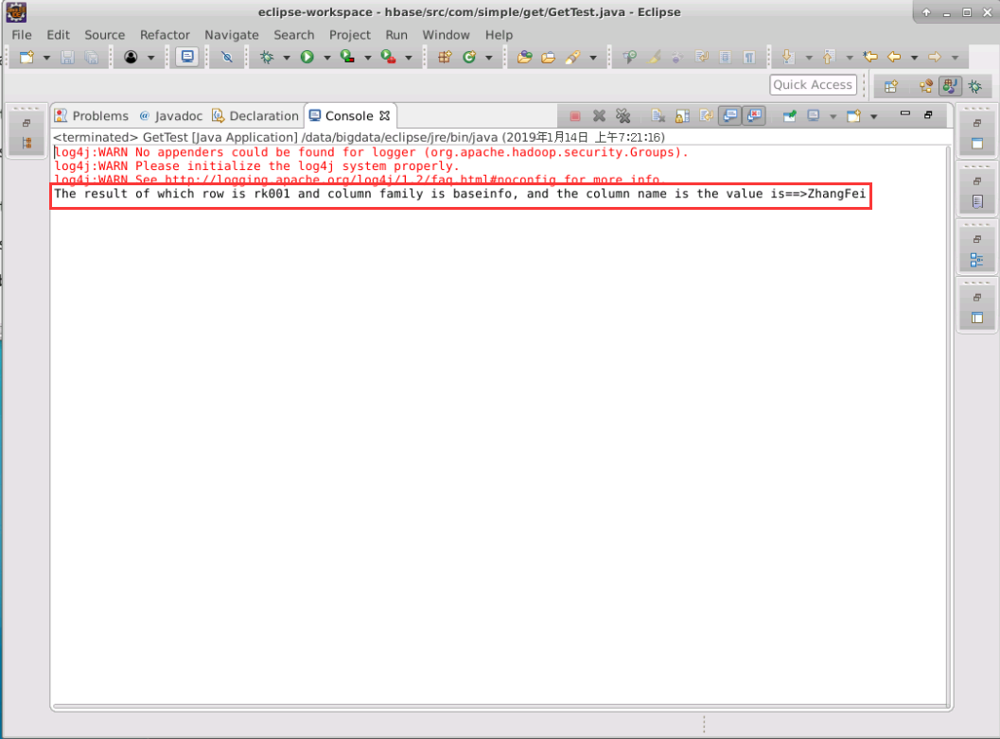 eclipse-workspace - hbase/src/com/simple/get/GetTest.java - Eclipse
File Edit Source Refactor Navigate Search Project Run Window Help
Quick Access
Problems @ Javadoc Declaration Console
<terminated> GetTest [Java Application] /data/bigdata/eclipse/jre/bin/java (2019年1月14日 上午7:21:16)
log4j:WARN No appenders could be found for logger (org.apache.hadoop.security.Groups).
log4j:WARN Please initialize the log4j system properly.
log4j:WARN See http://logging.apache.org/log4j/1.2/faq.html#noconfig for more info.
The result of which row is rk001 and column family is baseinfo, and the column name is the value is==>ZhangFei